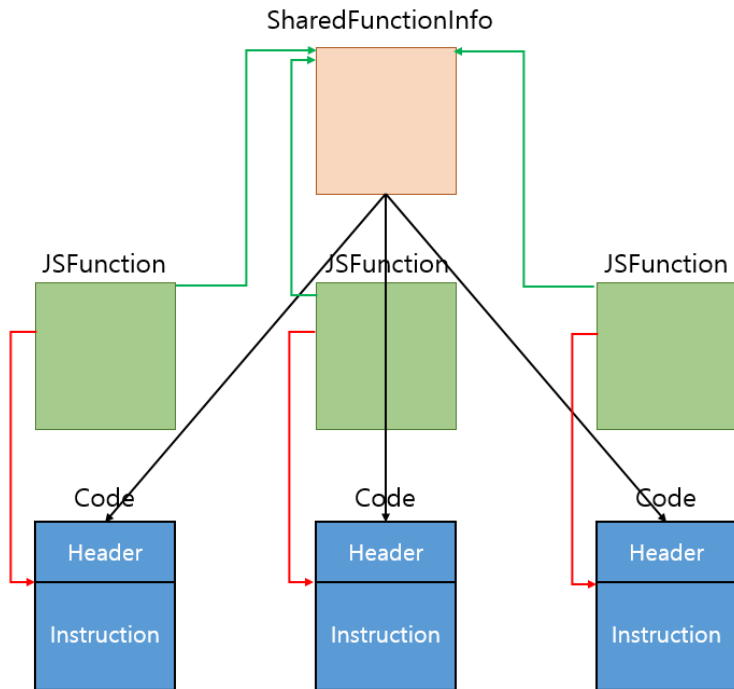 SharedFunctionInfo
JSFunction
JSFunction
JSFunction
Code
Code
Code
Header
Header
Header
Instruction
Instruction
Instruction